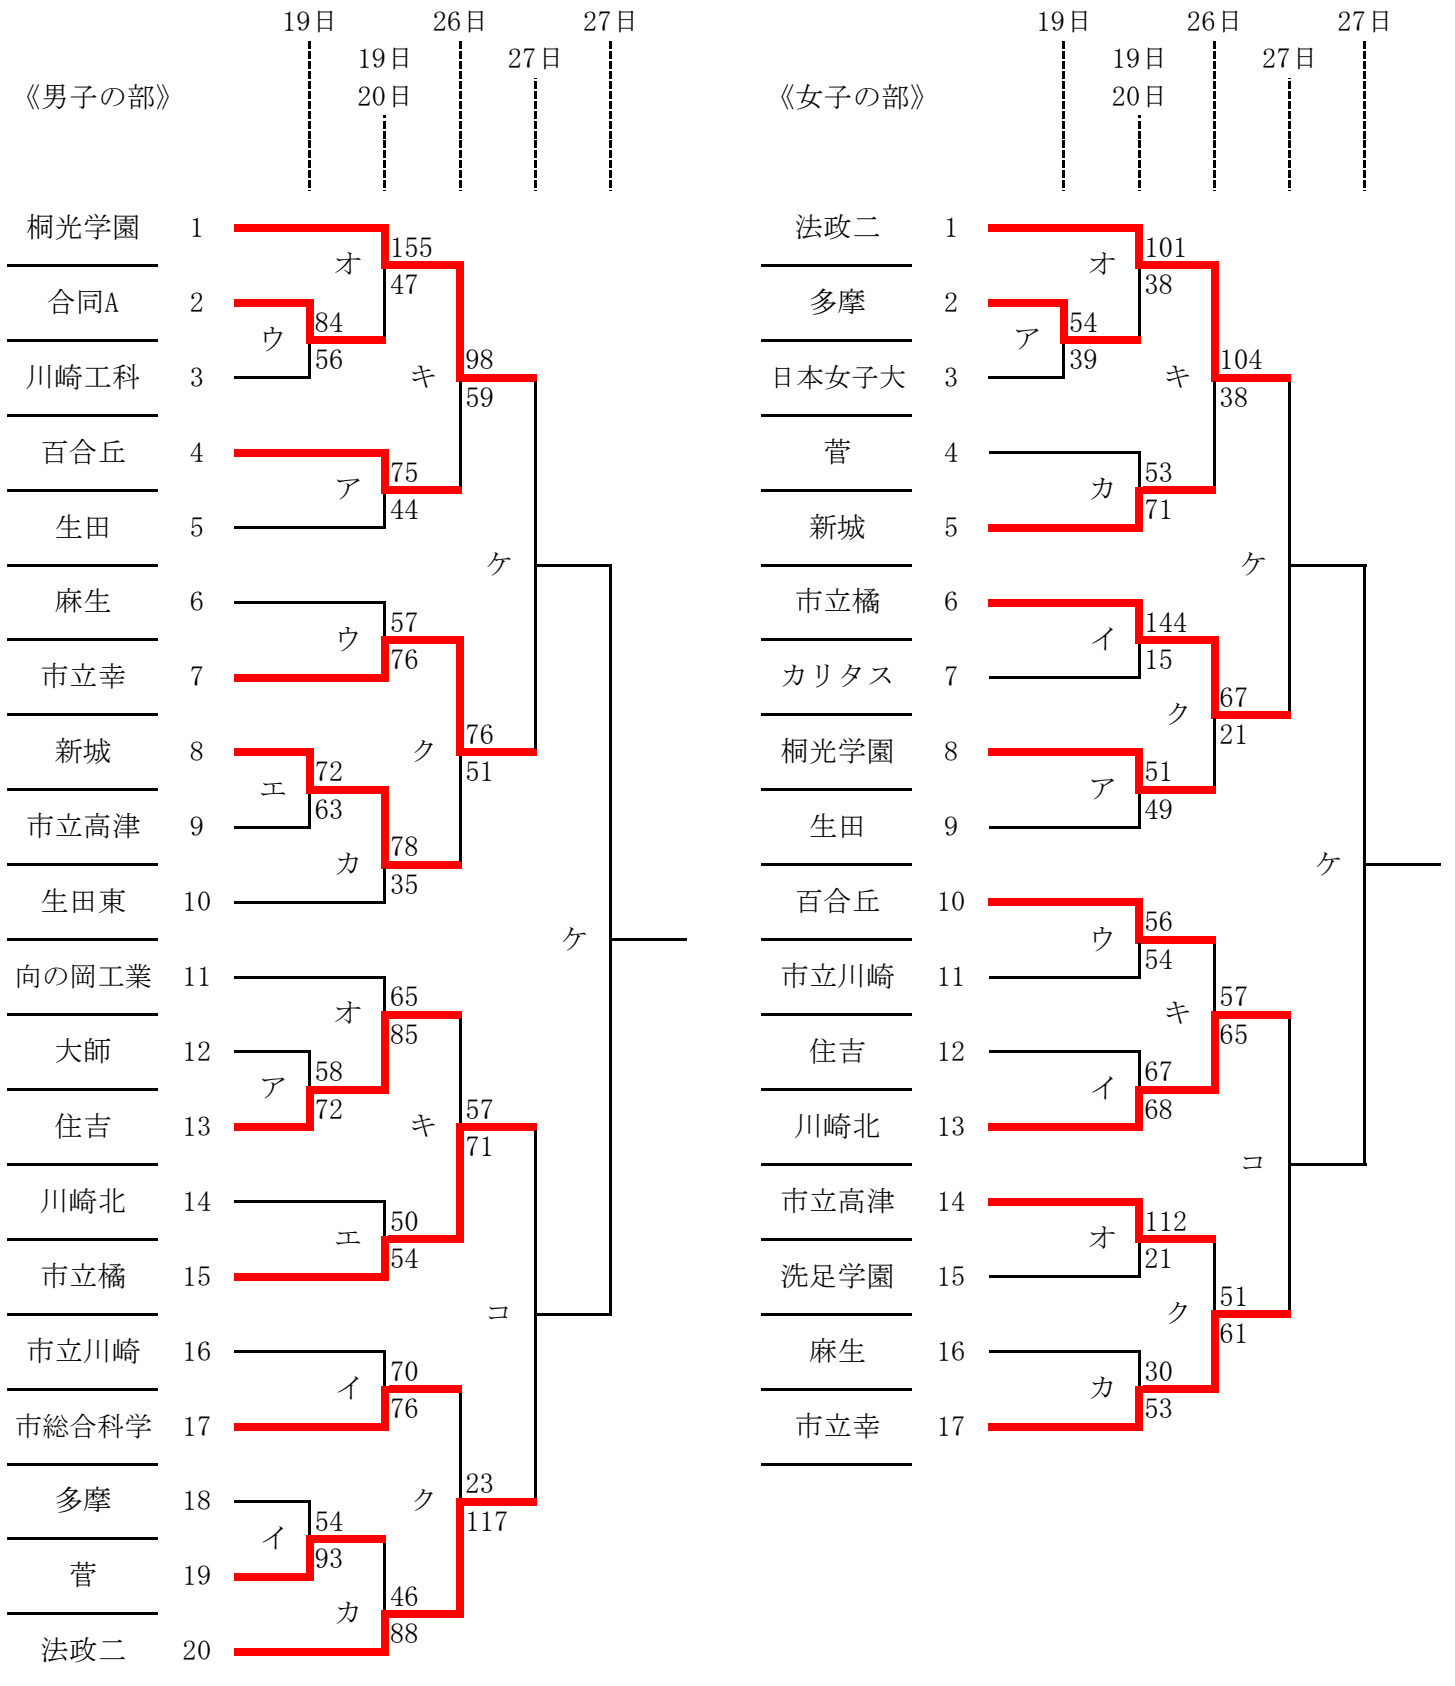 19日 26日 27日
19日 27日
《男子の部》 20日
桐光学園 1
155
オ
47
合同A 2
84
ウ
56
川崎工科 3
98
キ
59
百合丘 4
75
ア
44
生田 5
ケ
麻生 6
57
ウ
76
市立幸 7
76
ク
51
新城 8
72
エ
63
市立高津 9
78
カ
35
生田東 10
ケ
向の岡工業 11
65
オ
85
大師 12
58
ア
72
住吉 13
57
キ
71
川崎北 14
50
エ
54
市立橘 15
コ
市立川崎 16
70
イ
76
市総合科学 17
23
ク
117
多摩 18
54
イ
93
菅 19
46
カ
88
法政二 20
19日 26日 27日
19日 27日
《女子の部》 20日
法政二 1
101
オ
38
多摩 2
54
ア
39
日本女子大 3
104
キ
38
菅 4
53
カ
71
新城 5
ケ
市立橘 6
144
イ
15
カリタス 7
67
ク
21
桐光学園 8
51
ア
49
生田 9
ケ
百合丘 10
56
ウ
54
市立川崎 11
57
キ
65
住吉 12
67
イ
68
川崎北 13
コ
市立高津 14
112
オ
21
洗足学園 15
51
ク
61
麻生 16
30
カ
53
市立幸 17